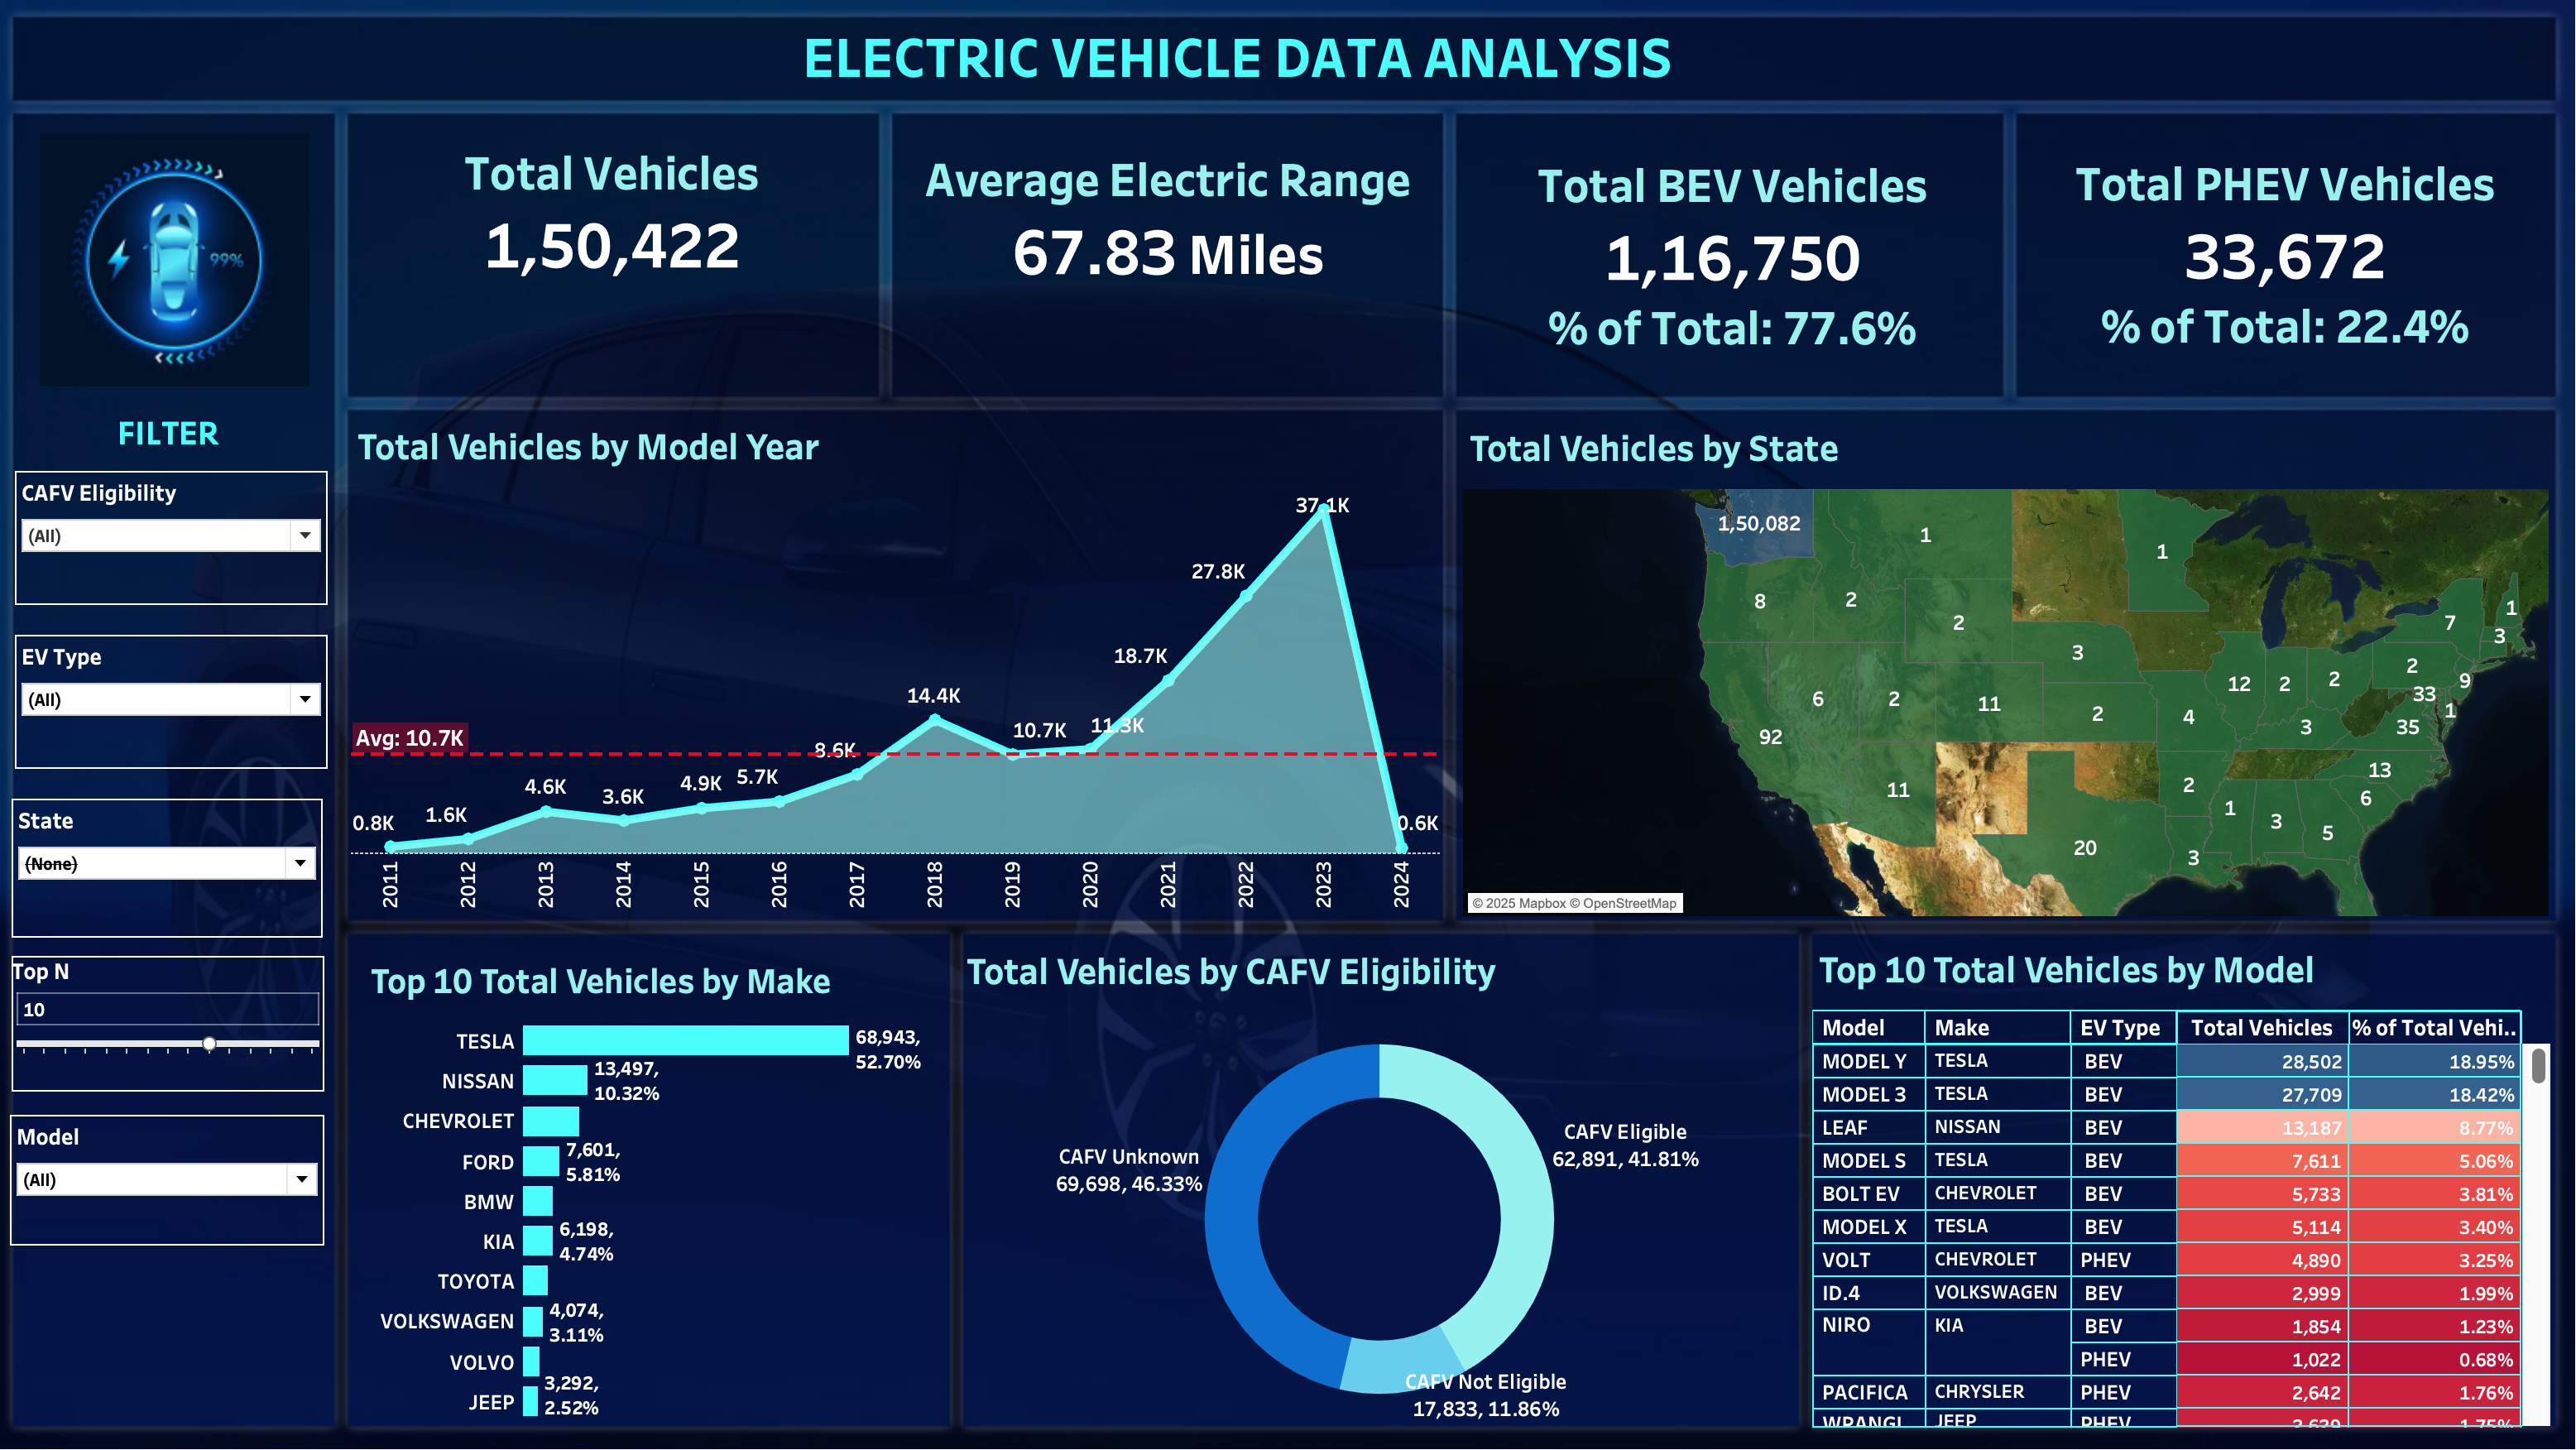 ELECTRIC VEHICLE DATA ANALYSIS
99%
Total Vehicles
1,50,422
Average Electric Range
67.83 Miles
Total BEV Vehicles
1,16,750
% of Total: 77.6%
Total PHEV Vehicles
33,672
% of Total: 22.4%
FILTER
CAFV Eligibility
(All)
EV Type
(All)
State
(None)
Top N
10
Model
(All)
Total Vehicles by Model Year
37.1K
27.8K
18.7K
14.4K
10.7K
11.3K
Avg: 10.7K
8.6K
4.6K
3.6K
4.9K
5.7K
0.8K
1.6K
0.6K
2011
2012
2013
2014
2015
2016
2017
2018
2019
2020
2021
2022
2023
2024
Total Vehicles by State
1,50,082
1
1
8
2
2
7
1
3
3
6
2
11
2
4
12
2
2
2
9
33
1
3
35
92
11
2
13
6
1
3
5
20
3
© 2025 Mapbox © OpenStreetMap
Top 10 Total Vehicles by Make
TESLA
68,943,
52.70%
NISSAN
13,497,
10.32%
CHEVROLET
FORD
7,601,
5.81%
BMW
KIA
6,198,
4.74%
TOYOTA
VOLKSWAGEN
4,074,
3.11%
VOLVO
JEEP
3,292,
2.52%
Total Vehicles by CAFV Eligibility
CAFV Eligible
62,891, 41.81%
CAFV Unknown
69,698, 46.33%
CAFV Not Eligible
17,833, 11.86%
Top 10 Total Vehicles by Model
Model Make EV Type Total Vehicles % of Total Vehi..
MODEL Y TESLA BEV 28,502 18.95%
MODEL 3 TESLA BEV 27,709 18.42%
LEAF NISSAN BEV 13,187 8.77%
MODEL S TESLA BEV 7,611 5.06%
BOLT EV CHEVROLET BEV 5,733 3.81%
MODEL X TESLA BEV 5,114 3.40%
VOLT CHEVROLET PHEV 4,890 3.25%
ID.4 VOLKSWAGEN BEV 2,999 1.99%
NIRO KIA BEV 1,854 1.23%
PHEV 1,022 0.68%
PACIFICA CHRYSLER PHEV 2,642 1.76%
WRANGL JEEP PHEV 2,639 1.75%